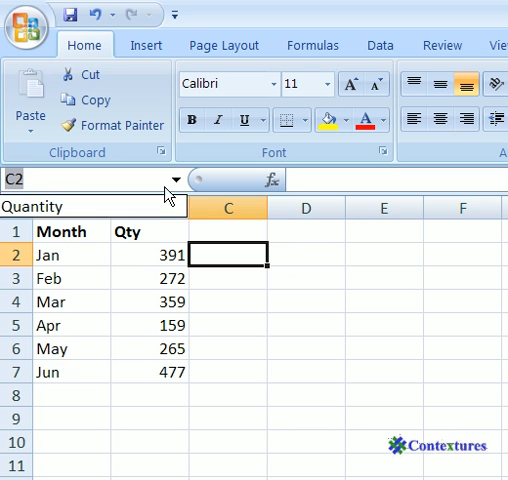 Home Insert Page Layout Formulas Data Review Vie
Cut
Copy
Format Painter
Paste
Calibri 11 A A
B I U A
Clipboard Font A
C2 fx
Quantity C D E F
1 Month Qty
2 Jan 391
3 Feb 272
4 Mar 359
5 Apr 159
6 May 265
7 Jun 477
8
9
10 Contextures
11